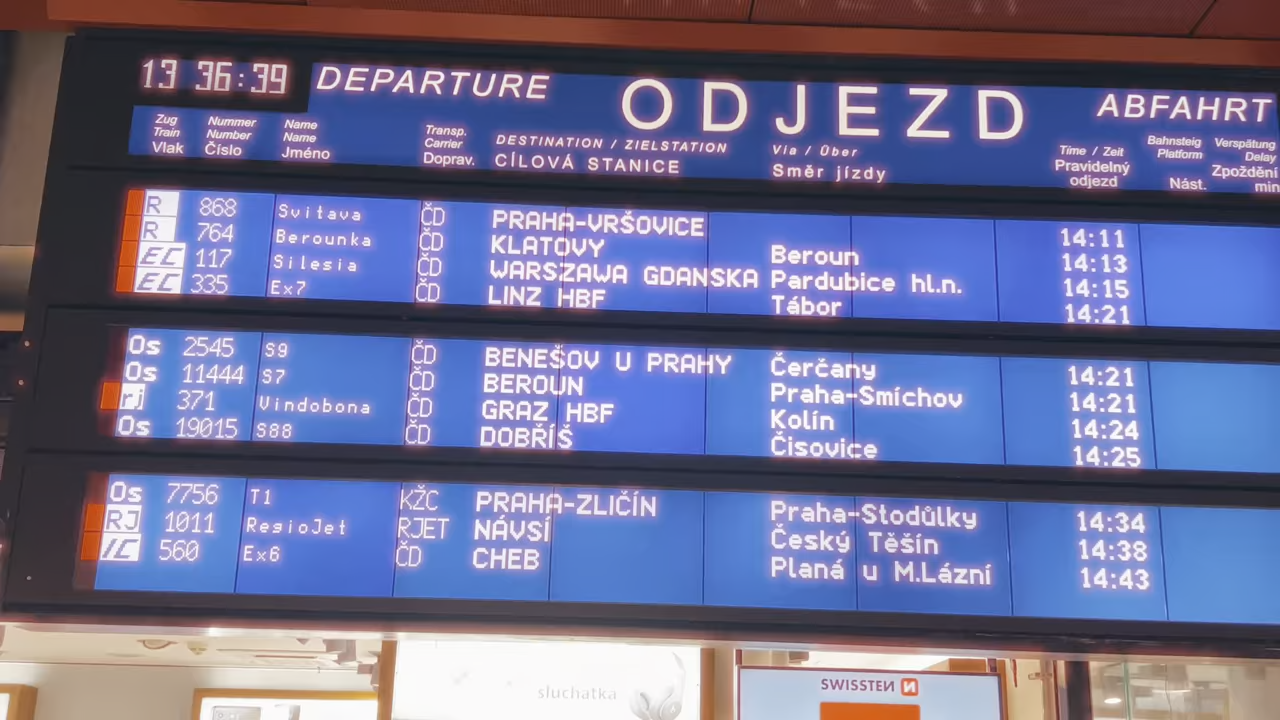 13 36:39 DEPARTURE ODJEZD ABFAHRT
Zug Nummer Name Transp. DESTINATION / ZIELSTATION Via / Über Time / Zeit Bahnsteig Verspätung
Train Number Name Carrier Platform Delay
Vlak Číslo Jméno Doprav. CÍLOVÁ STANICE Směr jízdy Pravidelný odjezd Nást. Zpoždění min
R 868 Svitava ČD PRAHA-VRŠOVICE 14:11
R 764 Berounka ČD KLATOVY Beroun 14:13
EC 117 Silesia ČD WARSZAWA GDANSKA Pardubice hl.n. 14:15
EC 335 Ex7 ČD LINZ HBF Tábor 14:21
Os 2545 S9 ČD BENEŠOV U PRAHY Čerčany 14:21
Os 11444 S7 ČD BEROUN Praha-Smíchov 14:21
rj 371 Vindobona ČD GRAZ HBF Kolín 14:24
Os 19015 S88 ČD DOBŘÍŠ Čisovice 14:25
Os 7756 T1 KŽC PRAHA-ZLIČÍN Praha-Stodůlky 14:34
RJ 1011 RegioJet RJET NÁVSÍ Český Těšín 14:38
IC 560 Ex6 ČD CHEB Planá u M.Lázní 14:43
sluchatka
SWISSTEN N